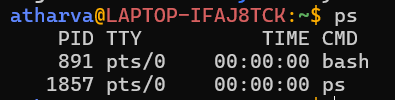 atharva@LAPTOP-IFAJ8TCK:~$ ps
    PID TTY          TIME CMD
    891 pts/0    00:00:00 bash
   1857 pts/0    00:00:00 ps